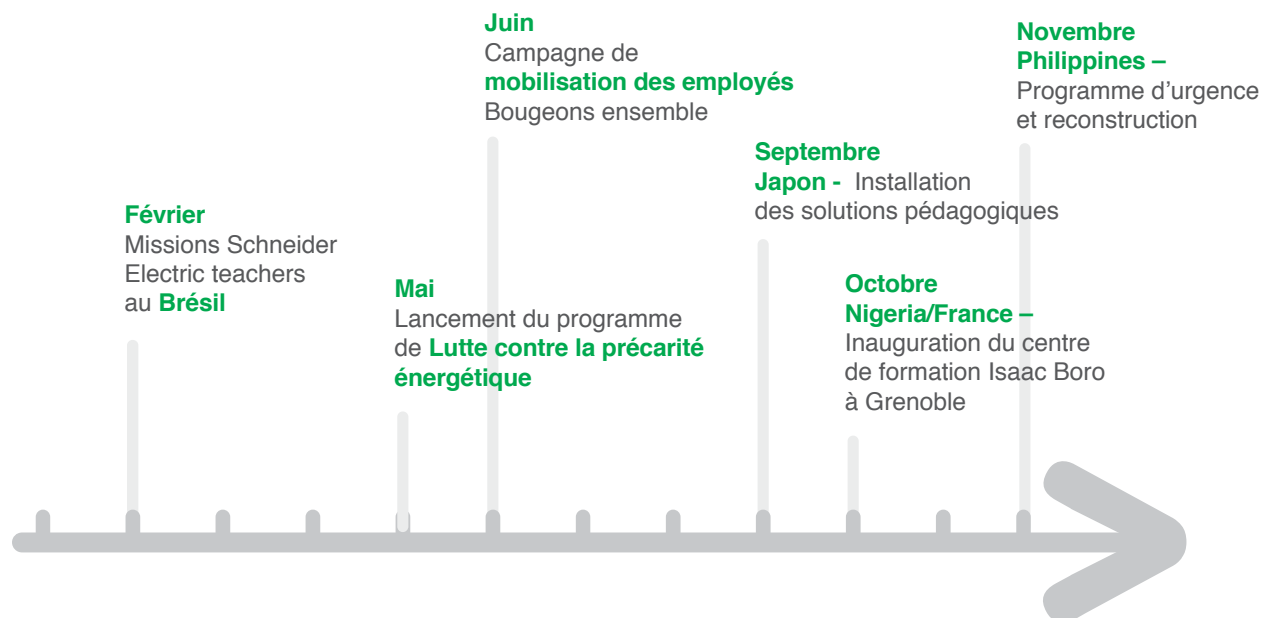 Février
Missions Schneider
Electric teachers
au Brésil
Mai
Lancement du programme
de Lutte contre la précarité
énergétique
Juin
Campagne de
mobilisation des employés
Bougeons ensemble
Septembre
Japon - Installation
des solutions pédagogiques
Octobre
Nigeria/France –
Inauguration du centre
de formation Isaac Boro
à Grenoble
Novembre
Philippines –
Programme d’urgence
et reconstruction